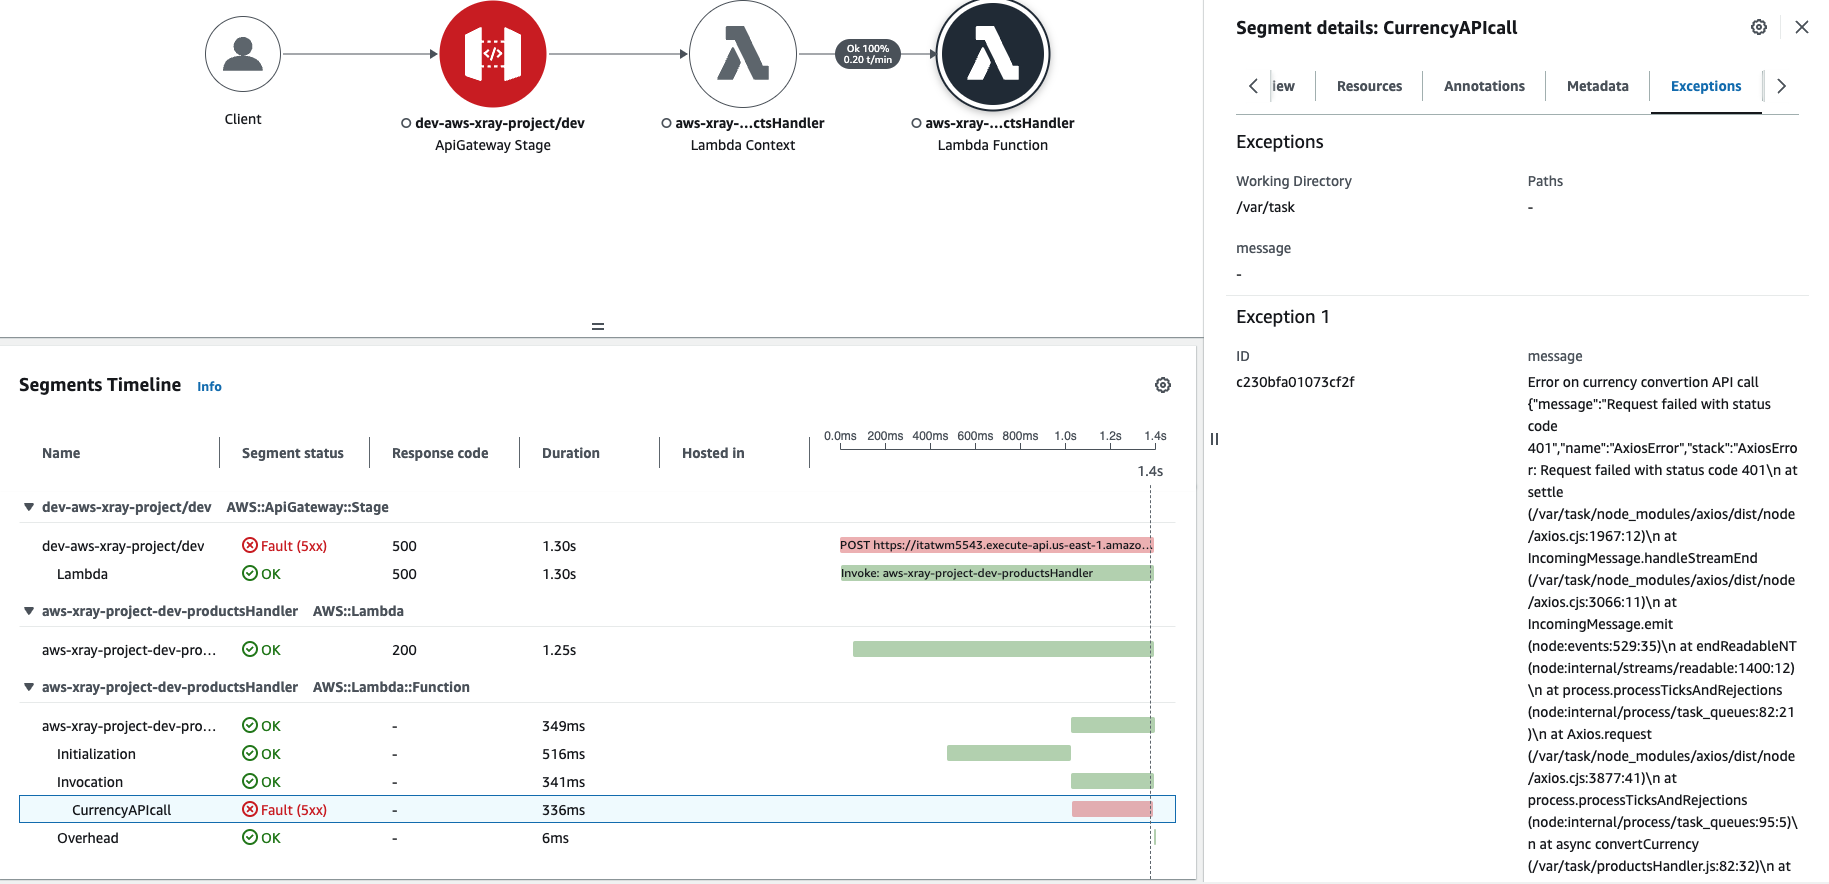 Client
dev-aws-xray-project/dev
ApiGateway Stage
aws-xray-...ctsHandler
Lambda Context
Ok 100%
0.20 t/min
aws-xray-...ctsHandler
Lambda Function
Segments Timeline Info
Name Segment status Response code Duration Hosted in
0.0ms 200ms 400ms 600ms 800ms 1.0s 1.2s 1.4s
1.4s
dev-aws-xray-project/dev AWS::ApiGateway::Stage
dev-aws-xray-project/dev Fault (5xx) 500 1.30s POST https://itatwm5543.execute-api.us-east-1.amazo...
Lambda OK 500 1.30s Invoke: aws-xray-project-dev-productsHandler
aws-xray-project-dev-productsHandler AWS::Lambda
aws-xray-project-dev-pro... OK 200 1.25s
aws-xray-project-dev-productsHandler AWS::Lambda::Function
aws-xray-project-dev-pro... OK - 349ms
Initialization OK - 516ms
Invocation OK - 341ms
CurrencyAPIcall Fault (5xx) - 336ms
Overhead OK - 6ms
Segment details: CurrencyAPIcall
iew Resources Annotations Metadata Exceptions
Exceptions
Working Directory Paths
/var/task -
message
-
Exception 1
ID message
c230bfa01073cf2f Error on currency convertion API call
{"message":"Request failed with status
code
401","name":"AxiosError","stack":"AxiosErro
r: Request failed with status code 401\n at
settle
(/var/task/node_modules/axios/dist/node
/axios.cjs:1967:12)\n at
IncomingMessage.handleStreamEnd
(/var/task/node_modules/axios/dist/node
/axios.cjs:3066:11)\n at
IncomingMessage.emit
(node:events:529:35)\n at endReadableNT
(node:internal/streams/readable:1400:12)
\n at process.processTicksAndRejections
(node:internal/process/task_queues:82:21
)\n at Axios.request
(/var/task/node_modules/axios/dist/node
/axios.cjs:3877:41)\n at
process.processTicksAndRejections
(node:internal/process/task_queues:95:5)\
n at async convertCurrency
(/var/task/productsHandler.js:82:32)\n at